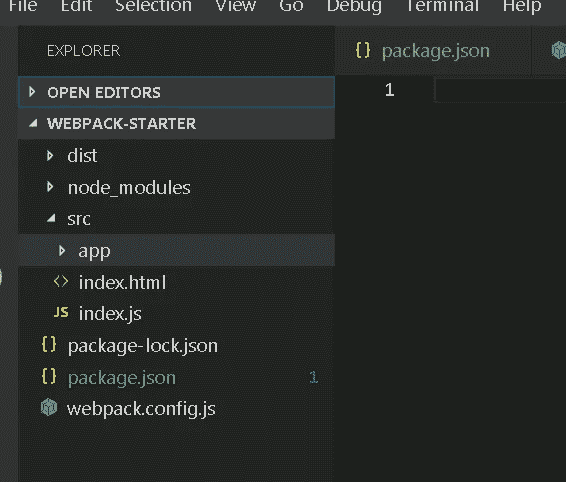 File Edit Selection View Go Debug Terminal Help
EXPLORER
{} package.json
OPEN EDITORS
1
WEBPACK-STARTER
dist
node_modules
src
app
<> index.html
JS index.js
{} package-lock.json
{} package.json 1
webpack.config.js